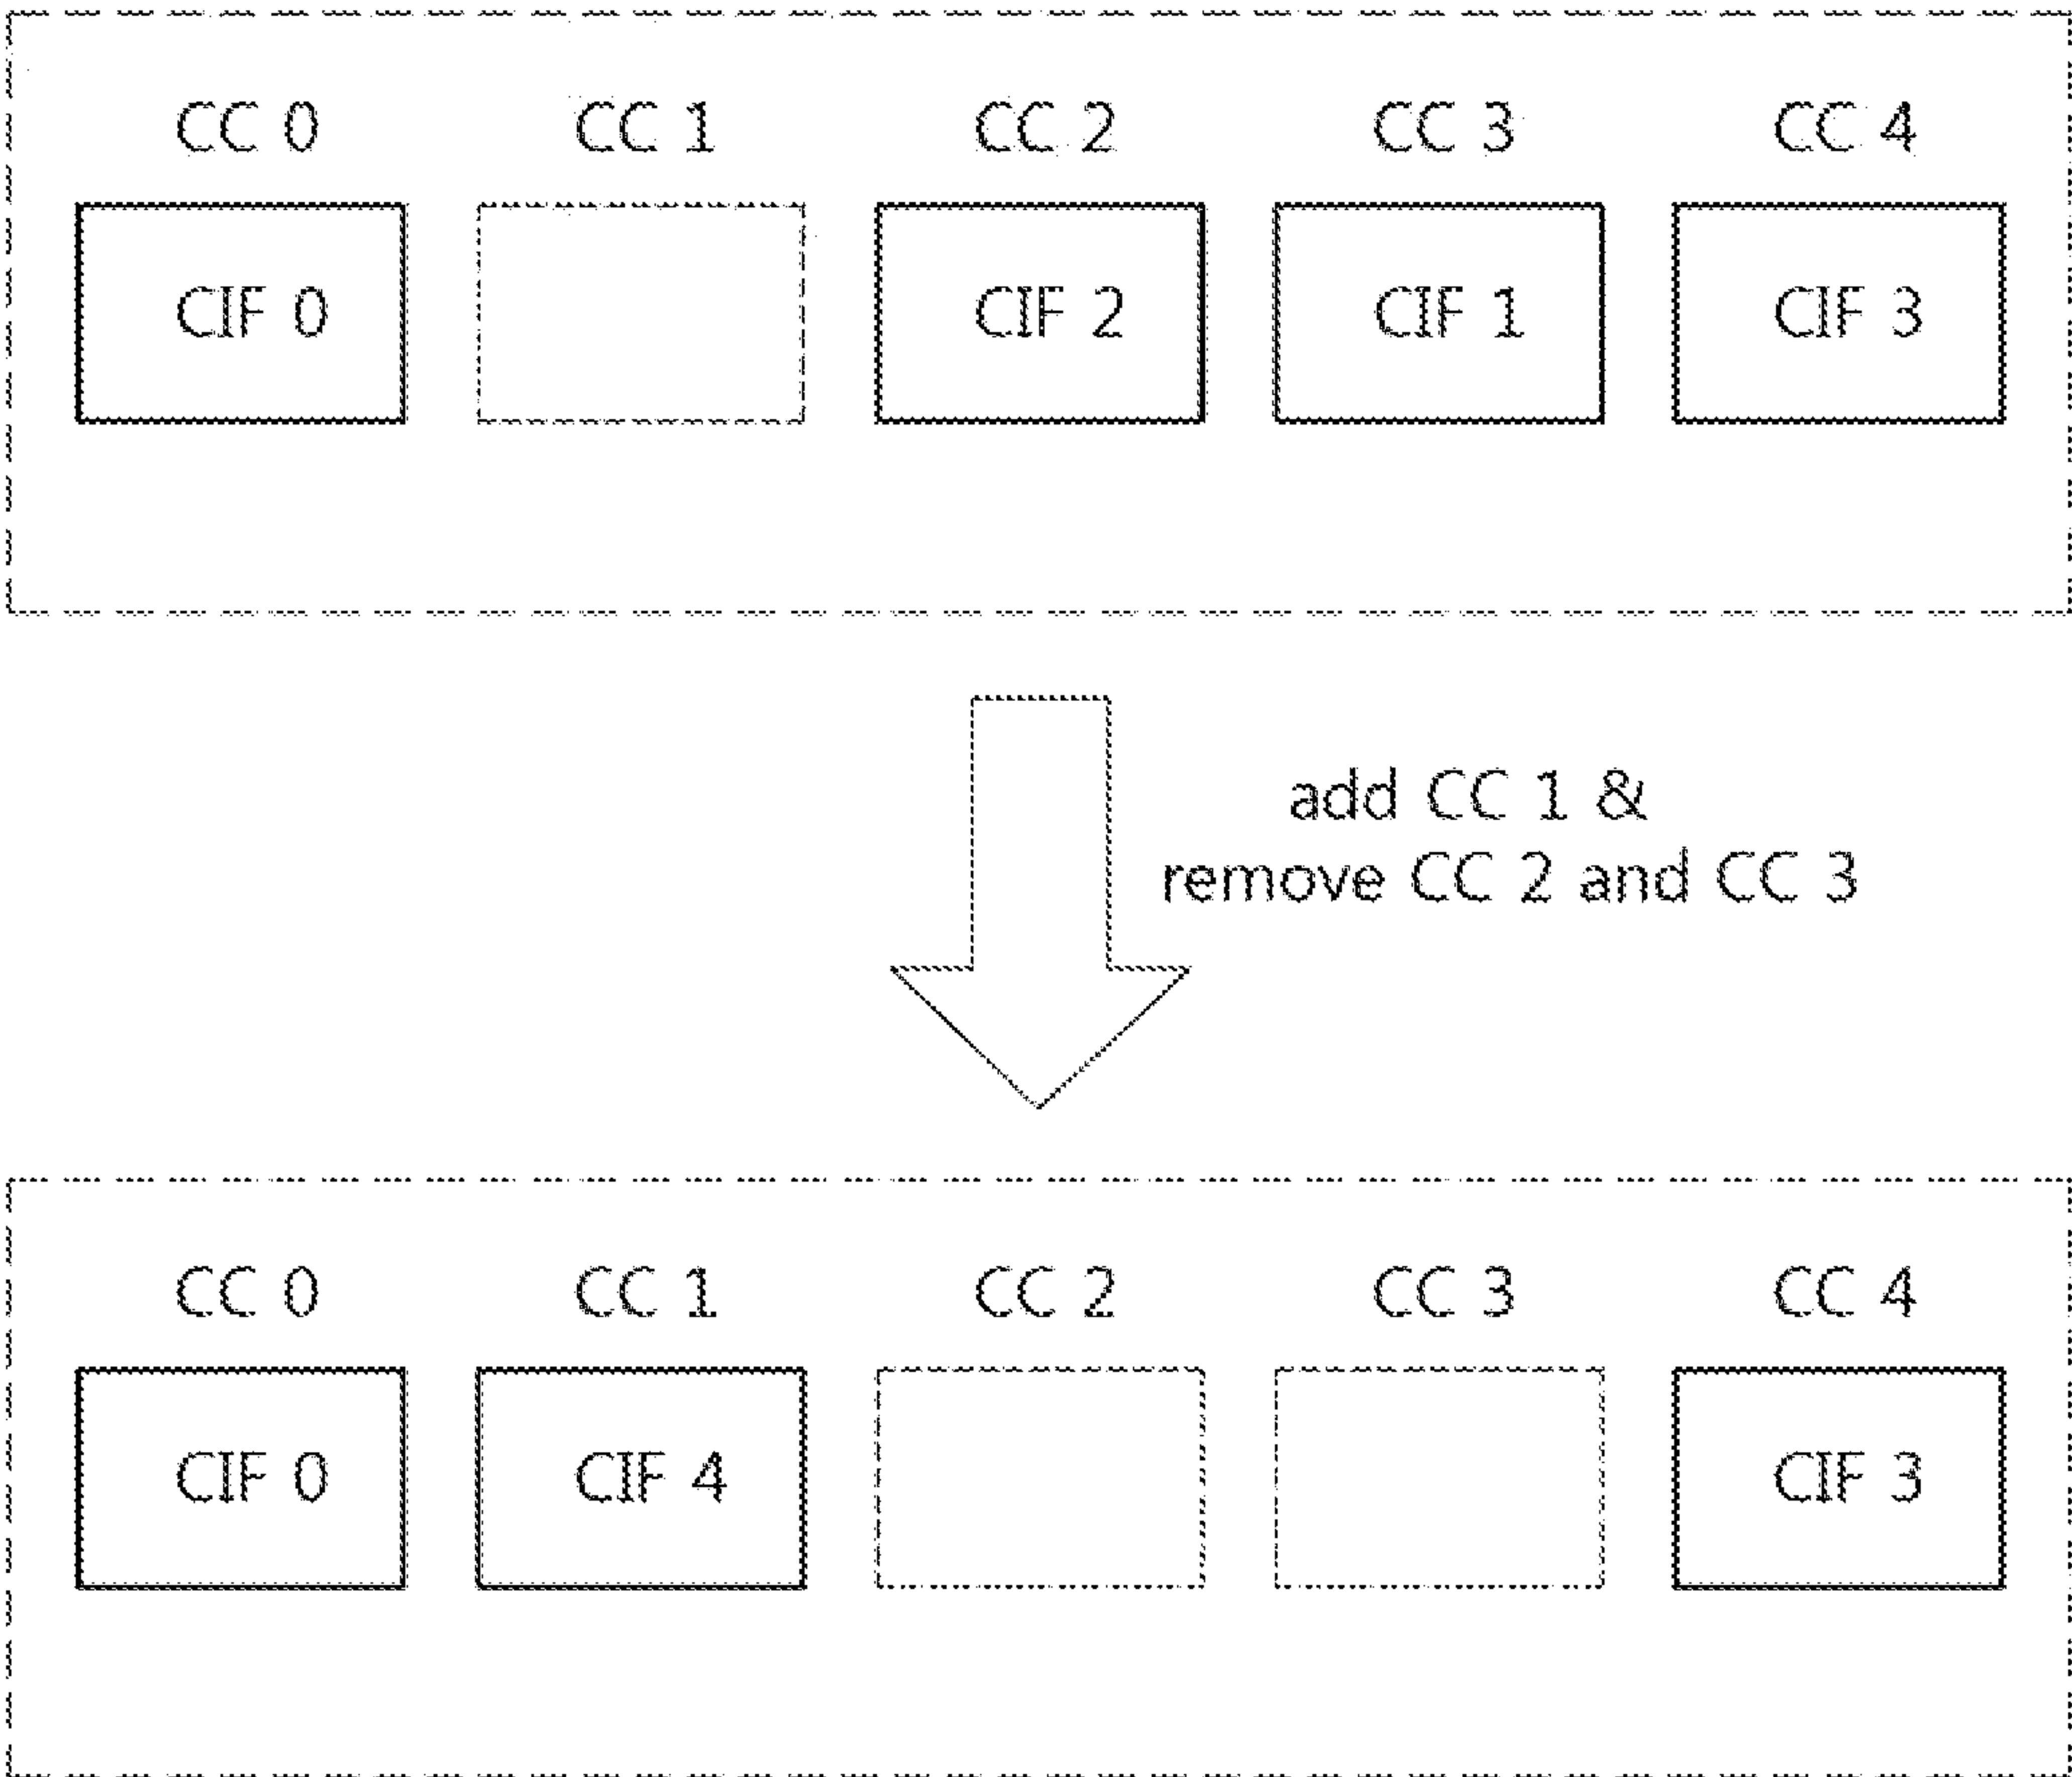 CC 0 CC 1 CC 2 CC 3 CC 4
CIF 0 CIF 2 CIF 1 CIF 3
add CC 1 &
remove CC 2 and CC 3
CC 0 CC 1 CC 2 CC 3 CC 4
CIF 0 CIF 4 CIF 3